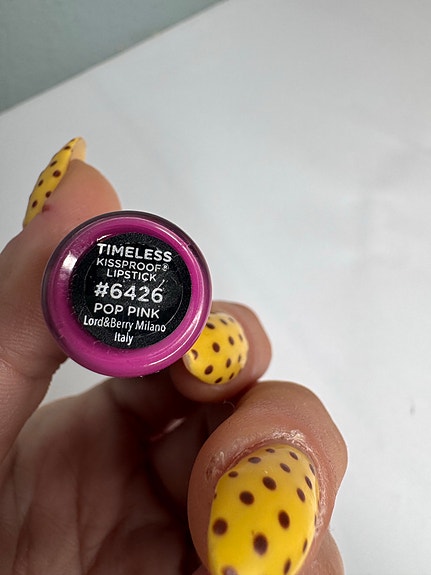 TIMELESS
KISSPROOF®
LIPSTICK
#6426
POP PINK
Lord&Berry Milano
Italy